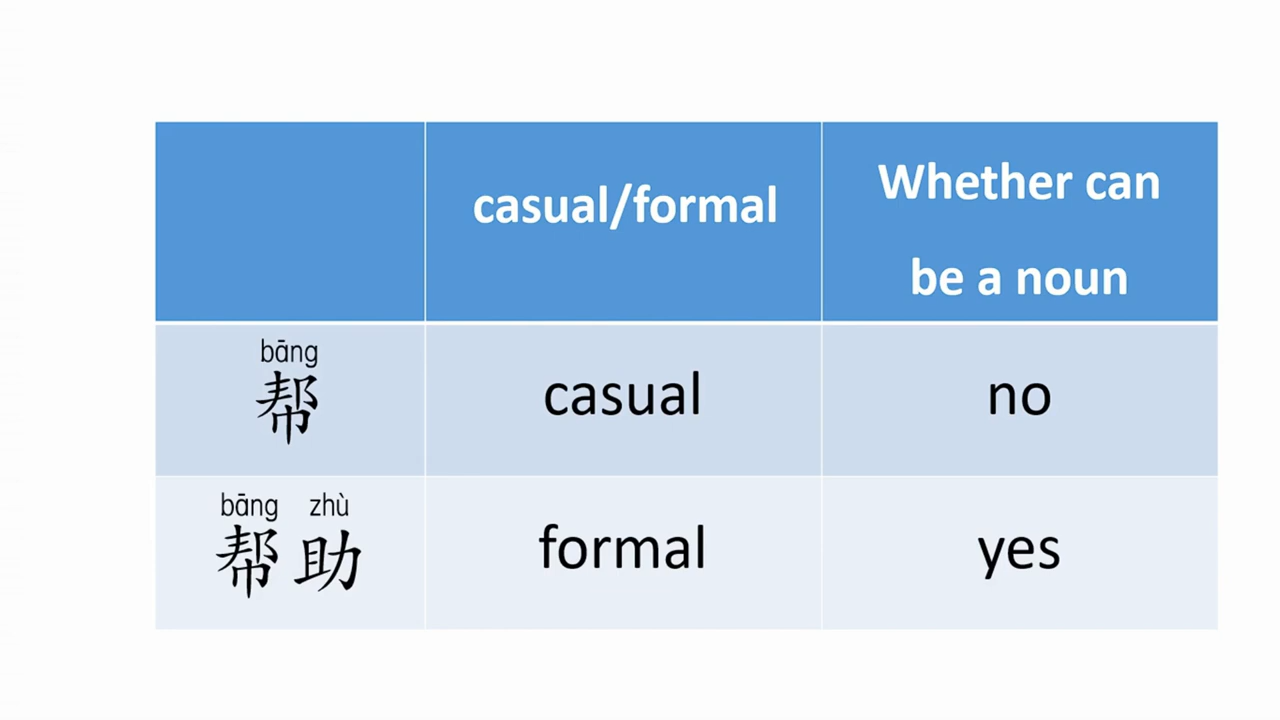 casual/formal
Whether can
be a noun
bāng
帮
casual
no
bāng zhù
帮助
formal
yes